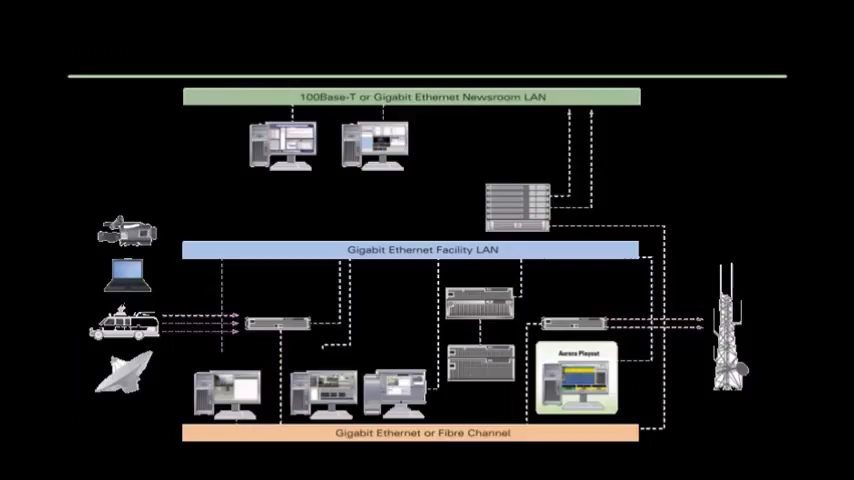 100Base-T or Gigabit Ethernet Newsroom LAN
Gigabit Ethernet Facility LAN
Aurora Playout
Gigabit Ethernet or Fibre Channel